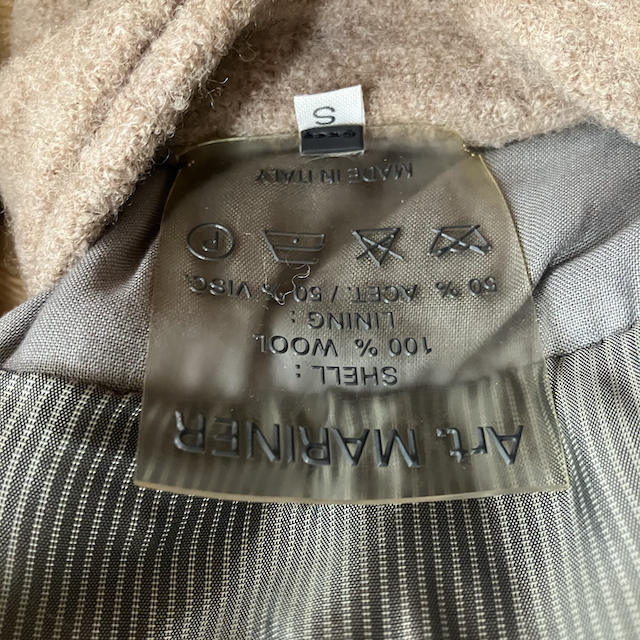 Art. MARINER
SHELL :
100 % WOOL
LINING :
50 % ACET. / 50 % VISC.
P
MADE IN ITALY
S